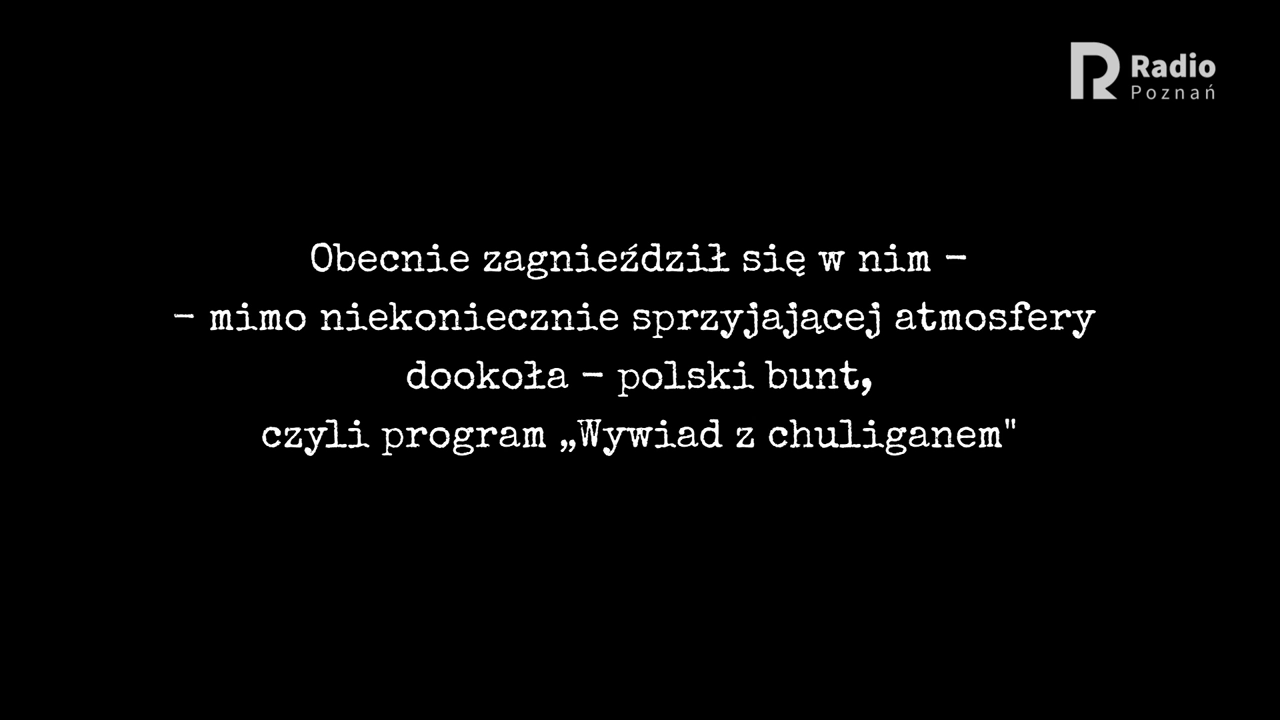 Radio
Poznań
Obecnie zagnieździł się w nim –
– mimo niekoniecznie sprzyjającej atmosfery
dookoła – polski bunt,
czyli program „Wywiad z chuliganem"